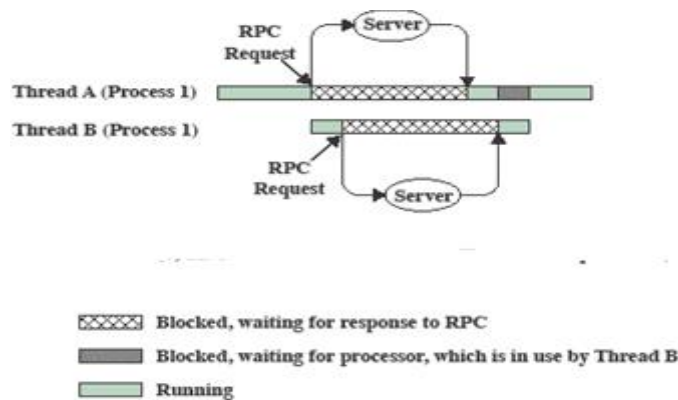 RPC
Request
Server
Thread A (Process 1)
Thread B (Process 1)
RPC
Request
Server
Blocked, waiting for response to RPC
Blocked, waiting for processor, which is in use by Thread B
Running